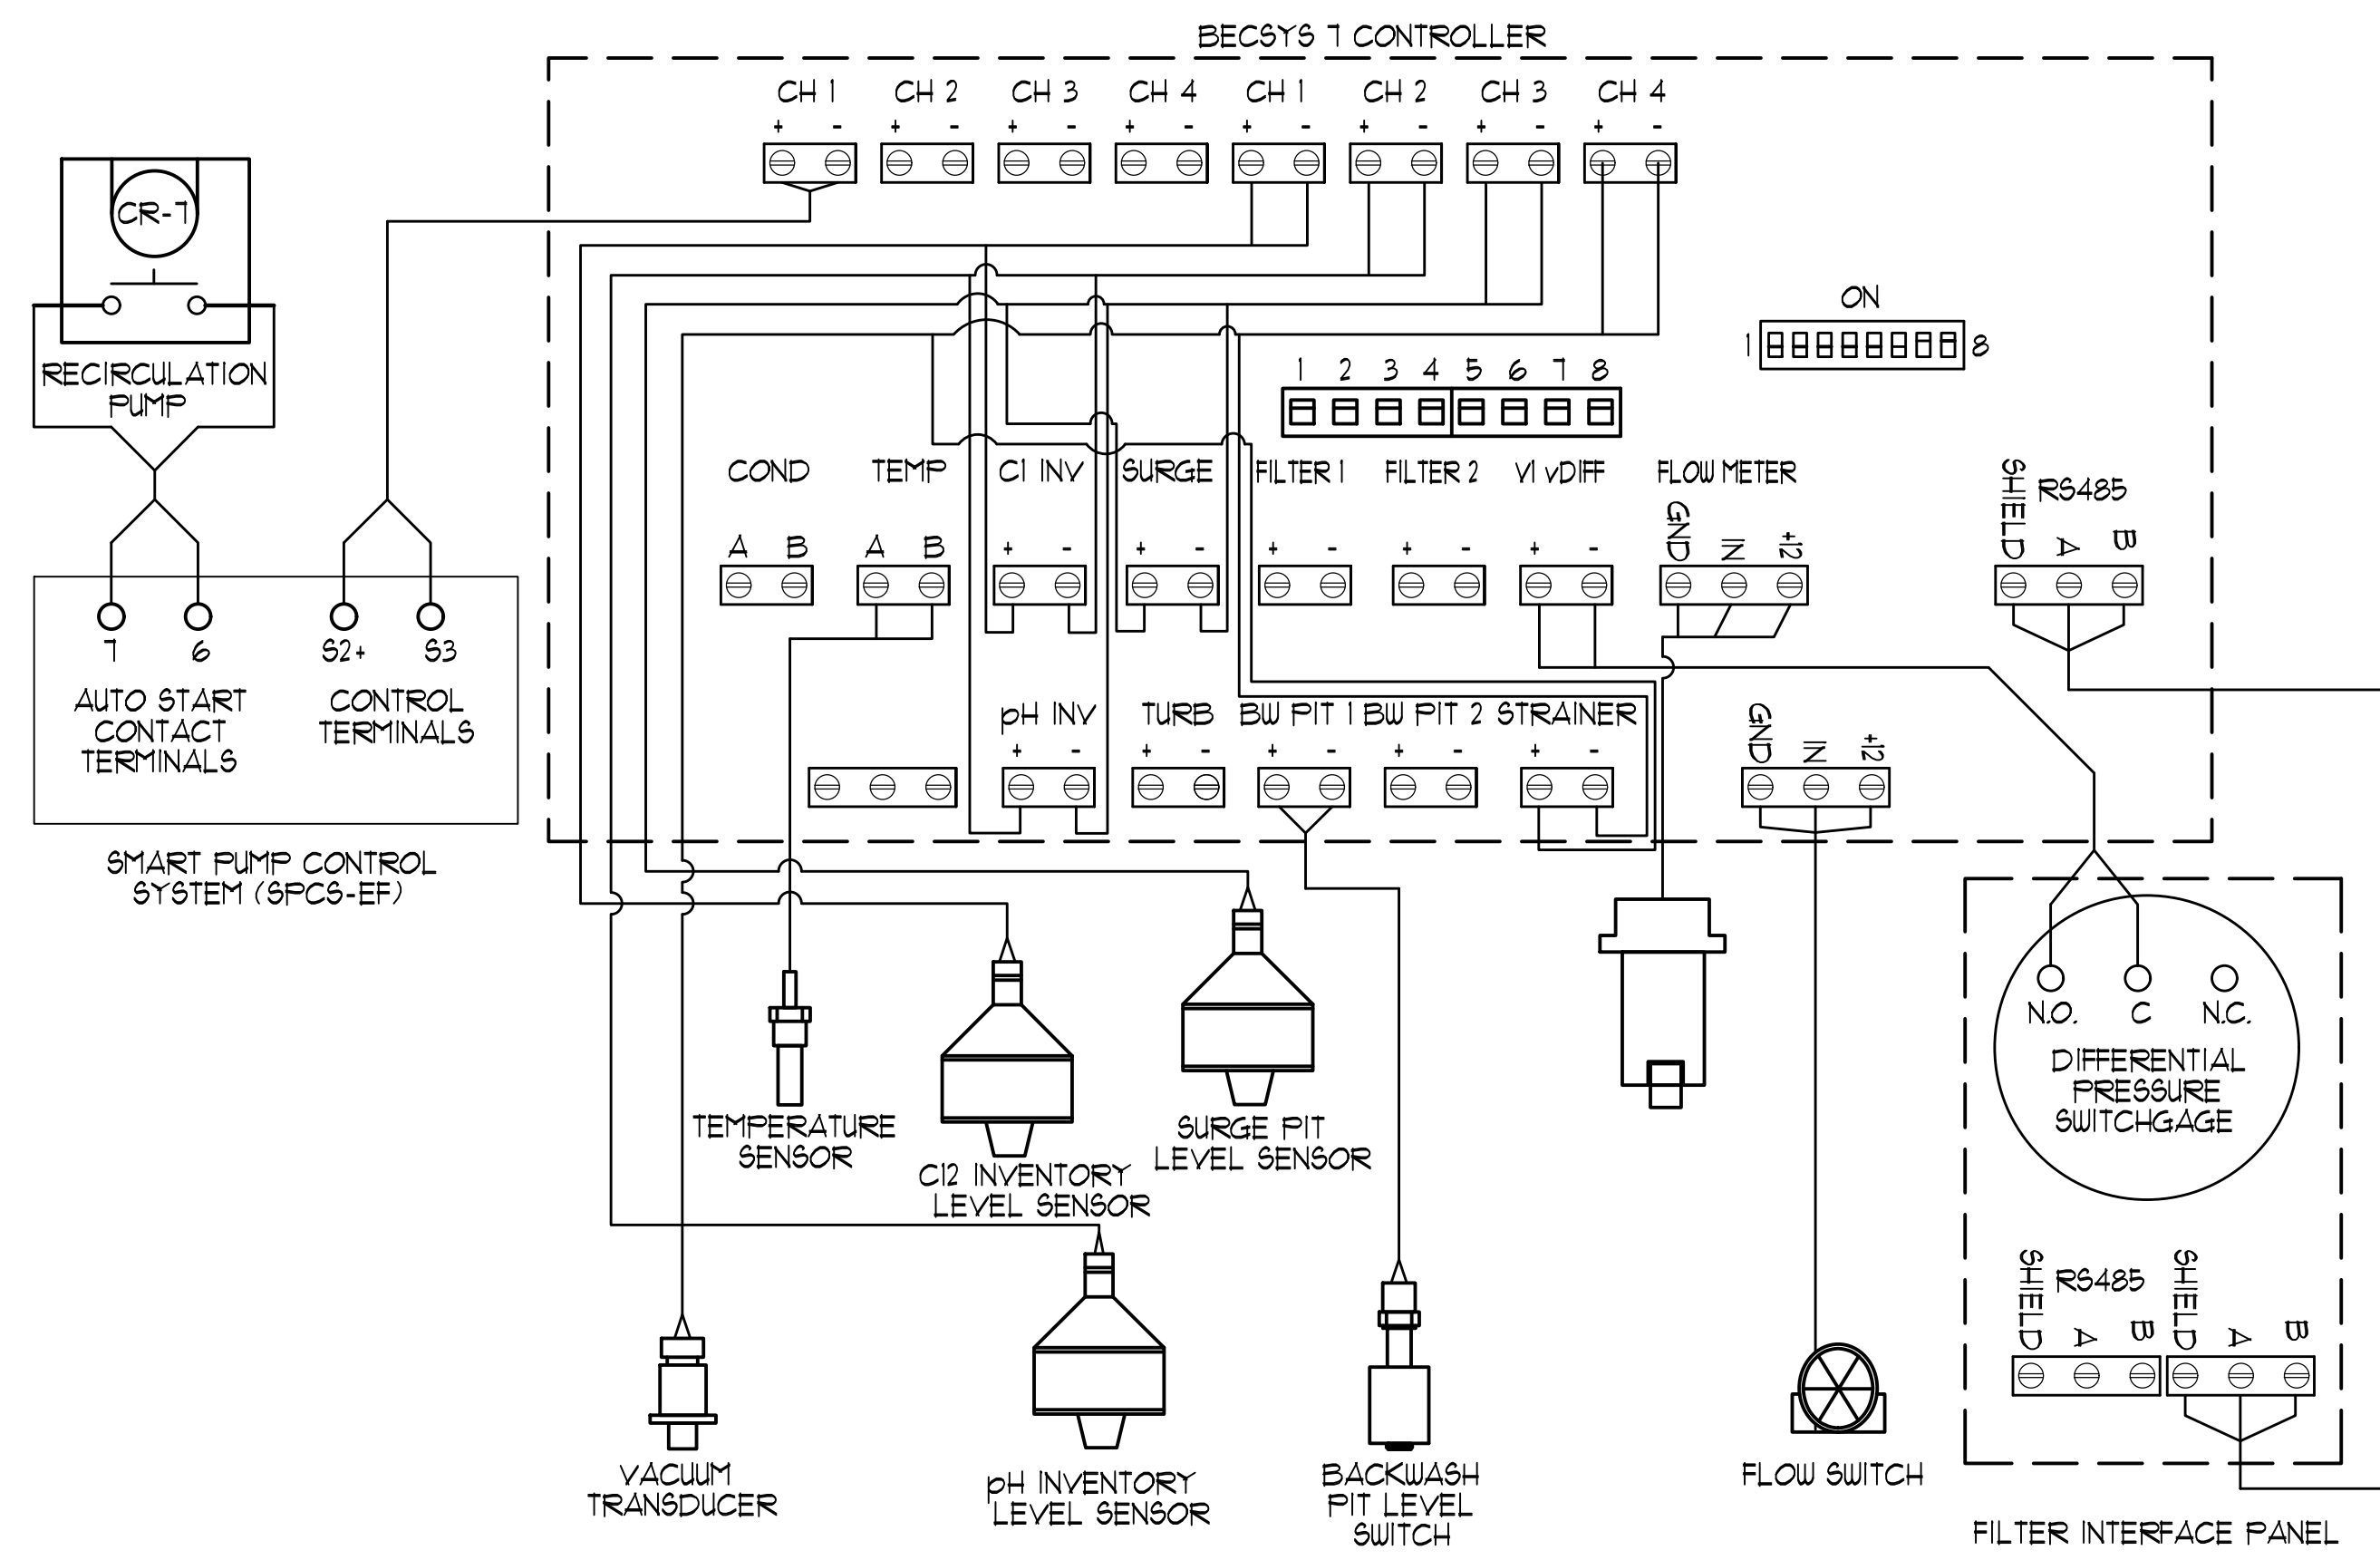 BECSYS 7 CONTROLLER
CH 1 CH 2 CH 3 CH 4 CH 1 CH 2 CH 3 CH 4
+ - + - + - + - + - + - + - + -
CR-7
RECIRCULATION
PUMP
ON
1 8
1 2 3 4 5 6 7 8
COND TEMP Cl INV SURGE FILTER 1 FILTER 2 V1 vDIFF FLOW METER
GND IN +12
SHIELD RS485 A B
A B A B + - + - + - + - + -
7 6 S2+ S3
AUTO START
CONTACT
TERMINALS
CONTROL
TERMINALS
pH INV TURB BW PIT 1 BW PIT 2 STRAINER
+ - + - + - + - + -
GND IN +12
SMART PUMP CONTROL
SYSTEM (SPCS-EF)
N.O. C N.C.
DIFFERENTIAL
PRESSURE
SWITCHGAGE
TEMPERATURE
SENSOR
Cl2 INVENTORY
LEVEL SENSOR
SURGE PIT
LEVEL SENSOR
SHIELD RS485 A B SHIELD A B
VACUUM
TRANSDUCER
pH INVENTORY
LEVEL SENSOR
BACKWASH
PIT LEVEL
SWITCH
FLOW SWITCH
FILTER INTERFACE PANEL